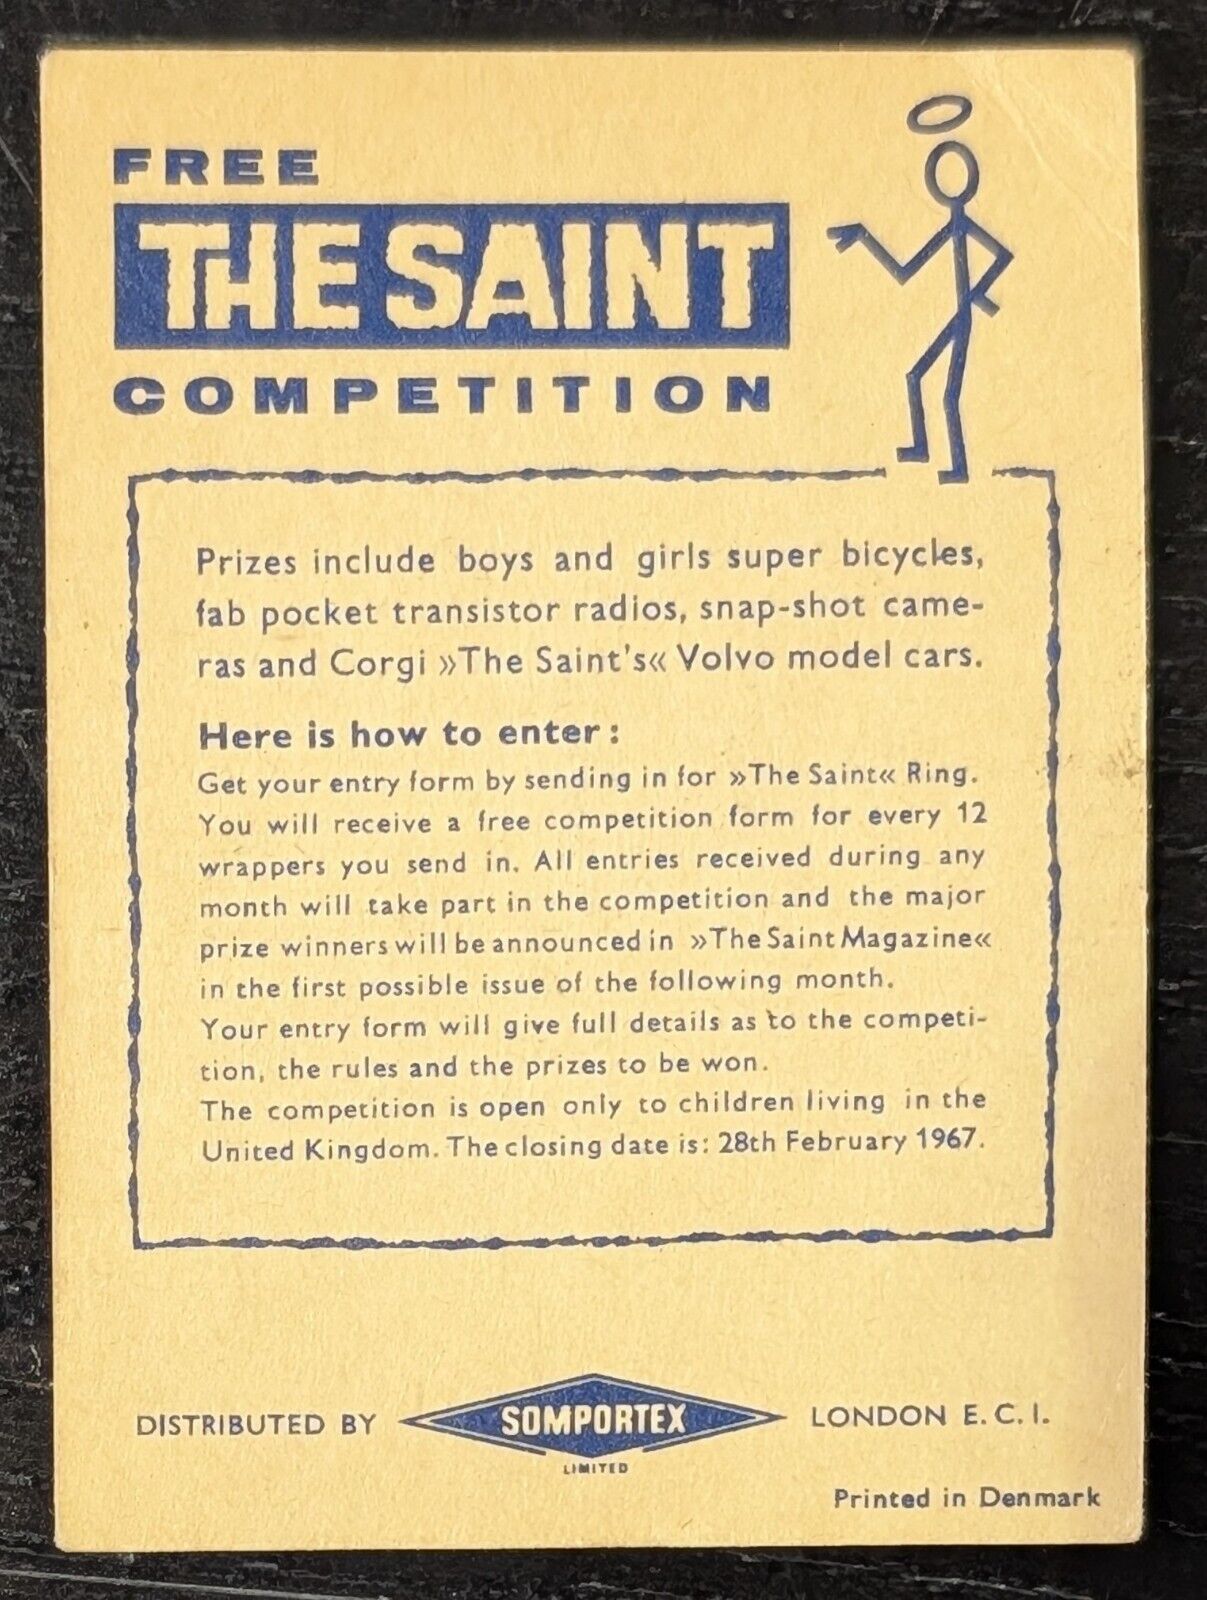 FREE
THE SAINT
COMPETITION
Prizes include boys and girls super bicycles,
fab pocket transistor radios, snap-shot came-
ras and Corgi »The Saint's« Volvo model cars.
Here is how to enter:
Get your entry form by sending in for »The Saint« Ring.
You will receive a free competition form for every 12
wrappers you send in. All entries received during any
month will take part in the competition and the major
prize winners will be announced in »The Saint Magazine«
in the first possible issue of the following month.
Your entry form will give full details as to the competi-
tion, the rules and the prizes to be won.
The competition is open only to children living in the
United Kingdom. The closing date is: 28th February 1967.
DISTRIBUTED BY SOMPORTEX LONDON E. C. I.
LIMITED
Printed in Denmark